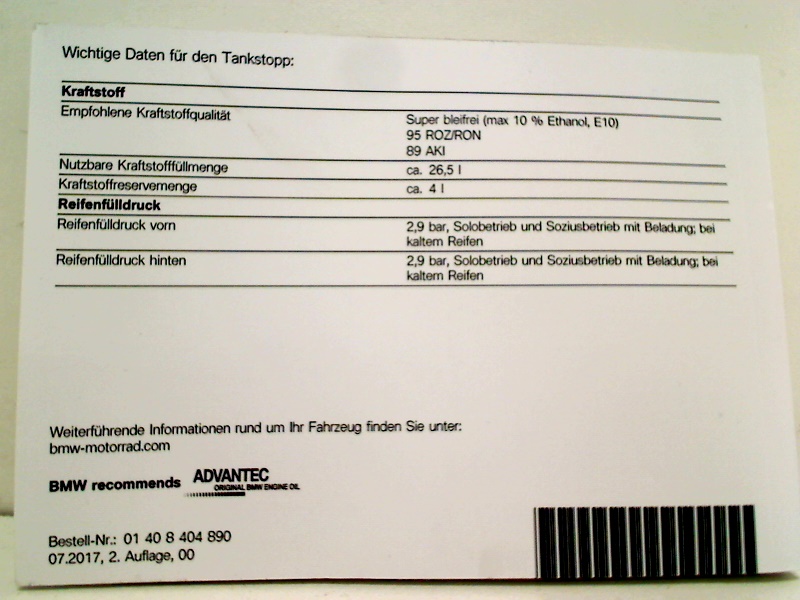 Wichtige Daten für den Tankstopp:
Kraftstoff
Empfohlene Kraftstoffqualität
Super bleifrei (max 10 % Ethanol, E10)
95 ROZ/RON
89 AKI
Nutzbare Kraftstofffüllmenge
ca. 26,5 l
Kraftstoffreservemenge
ca. 4 l
Reifenfülldruck
Reifenfülldruck vorn
2,9 bar, Solobetrieb und Soziusbetrieb mit Beladung; bei
kaltem Reifen
Reifenfülldruck hinten
2,9 bar, Solobetrieb und Soziusbetrieb mit Beladung; bei
kaltem Reifen
Weiterführende Informationen rund um Ihr Fahrzeug finden Sie unter:
bmw-motorrad.com
BMW recommends ADVANTEC
ORIGINAL BMW ENGINE OIL
Bestell-Nr.: 01 40 8 404 890
07.2017, 2. Auflage, 00